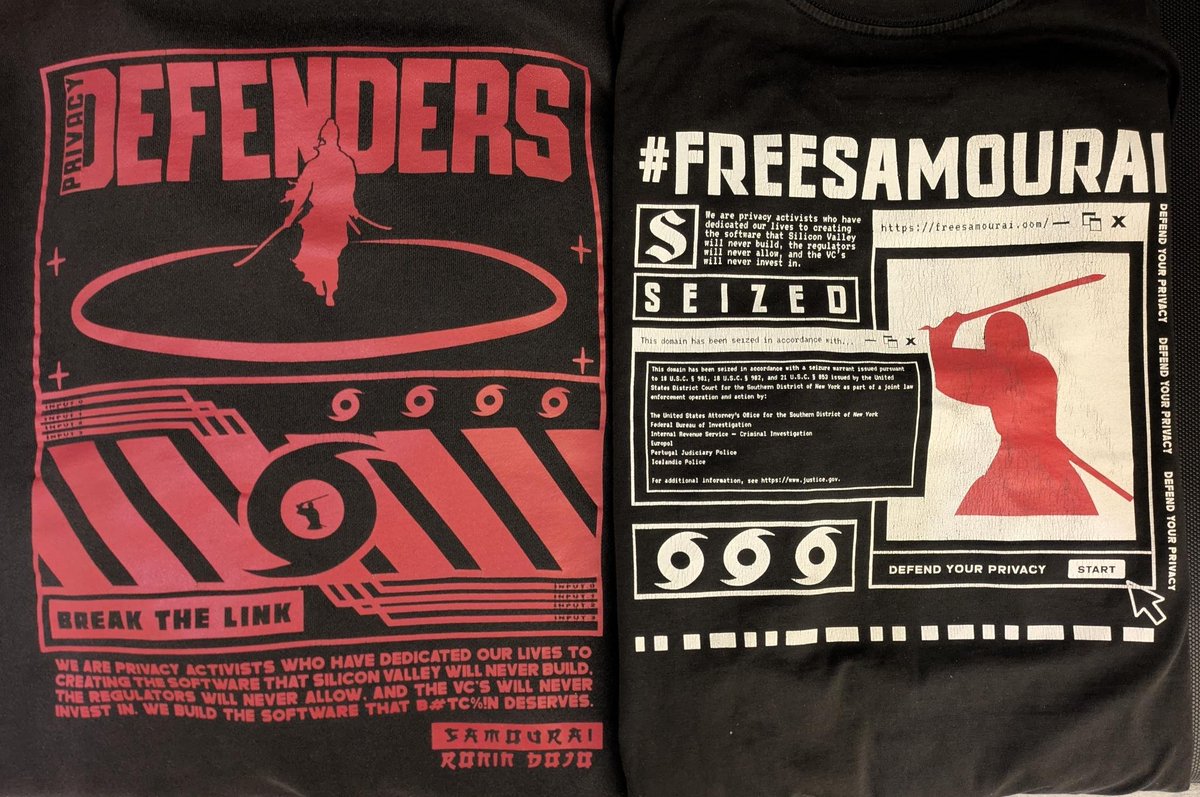 PRIVACY
DEFENDERS
INPUT 0
INPUT 1
INPUT 2
INPUT 3
INPUT 0
INPUT 1
INPUT 2
INPUT 3
BREAK THE LINK
WE ARE PRIVACY ACTIVISTS WHO HAVE DEDICATED OUR LIVES TO
CREATING THE SOFTWARE THAT SILICON VALLEY WILL NEVER BUILD,
THE REGULATORS WILL NEVER ALLOW, AND THE VC'S WILL NEVER
INVEST IN. WE BUILD THE SOFTWARE THAT B#TC%!N DESERVES.
SAMOURAI
RONIN DOJO
#FREESAMOURAI
S
We are privacy activists who have
dedicated our lives to creating
the software that Silicon Valley
will never build, the regulators
will never allow, and the VC's
will never invest in.
SEIZED
https://freesamourai.com/
This domain has been seized in accordance with...
This domain has been seized in accordance with a seizure warrant issued pursuant
to 18 U.S.C. § 981, 18 U.S.C. § 982, and 21 U.S.C. § 853 issued by the United
States District Court for the Southern District of New York as part of a joint law
enforcement operation and action by:
The United States Attorney's Office for the Southern District of New York
Federal Bureau of Investigation
Internal Revenue Service – Criminal Investigation
Europol
Portugal Judiciary Police
Icelandic Police
For additional information, see https://www.justice.gov.
DEFEND YOUR PRIVACY
START
DEFEND YOUR PRIVACY
DEFEND YOUR PRIVACY
DEFEND YOUR PRIVACY